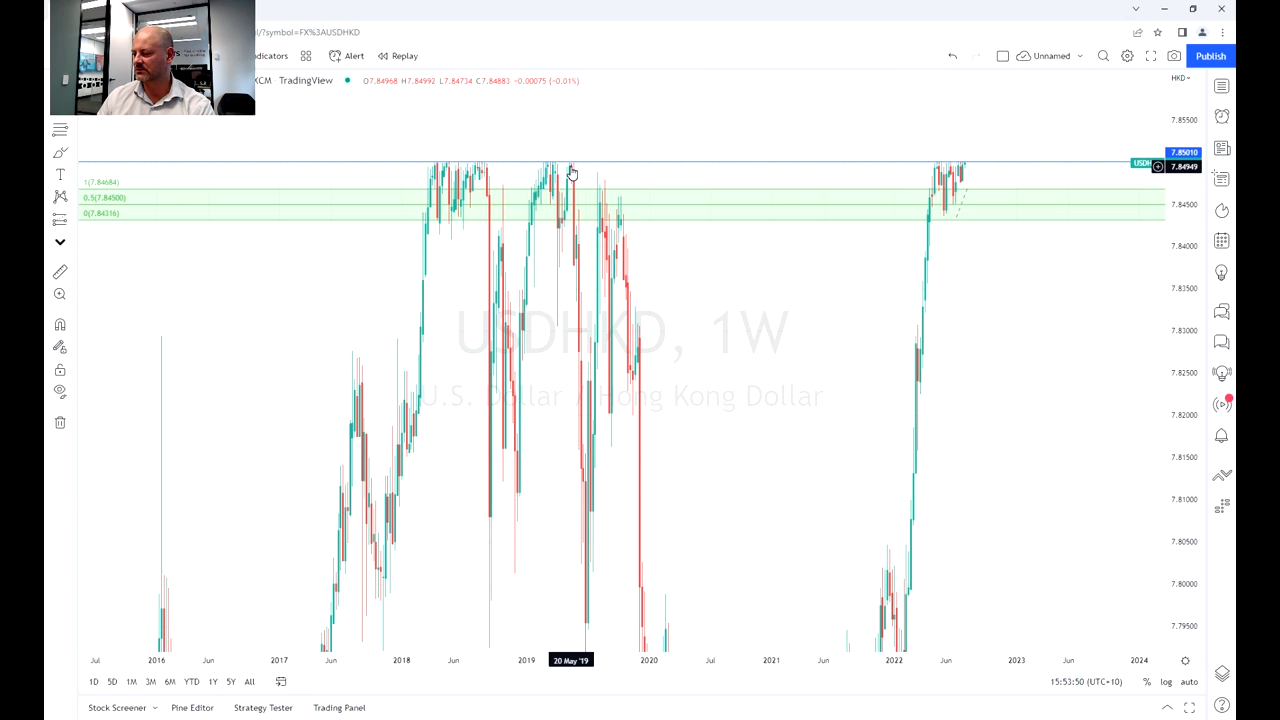 l/?symbol=FX%3AUSDHKD
dicators
Alert
Replay
Unnamed
Publish
XCM TradingView
O7.84968 H7.84992 L7.84734 C7.84883 -0.00075 (-0.01%)
HKD
7.85500
7.85010
USDH
7.84949
1(7.84684)
0.5(7.84500)
0(7.84316)
7.84500
7.84000
7.83500
7.83000
7.82500
7.82000
7.81500
7.81000
7.80500
7.80000
7.79500
USDHKD, 1W
U.S. Dollar / Hong Kong Dollar
Jul 2016 Jun 2017 Jun 2018 Jun 2019 20 May '19 2020 Jul 2021 Jun 2022 Jun 2023 Jun 2024
1D 5D 1M 3M 6M YTD 1Y 5Y All
15:53:50 (UTC+10) % log auto
Stock Screener Pine Editor Strategy Tester Trading Panel